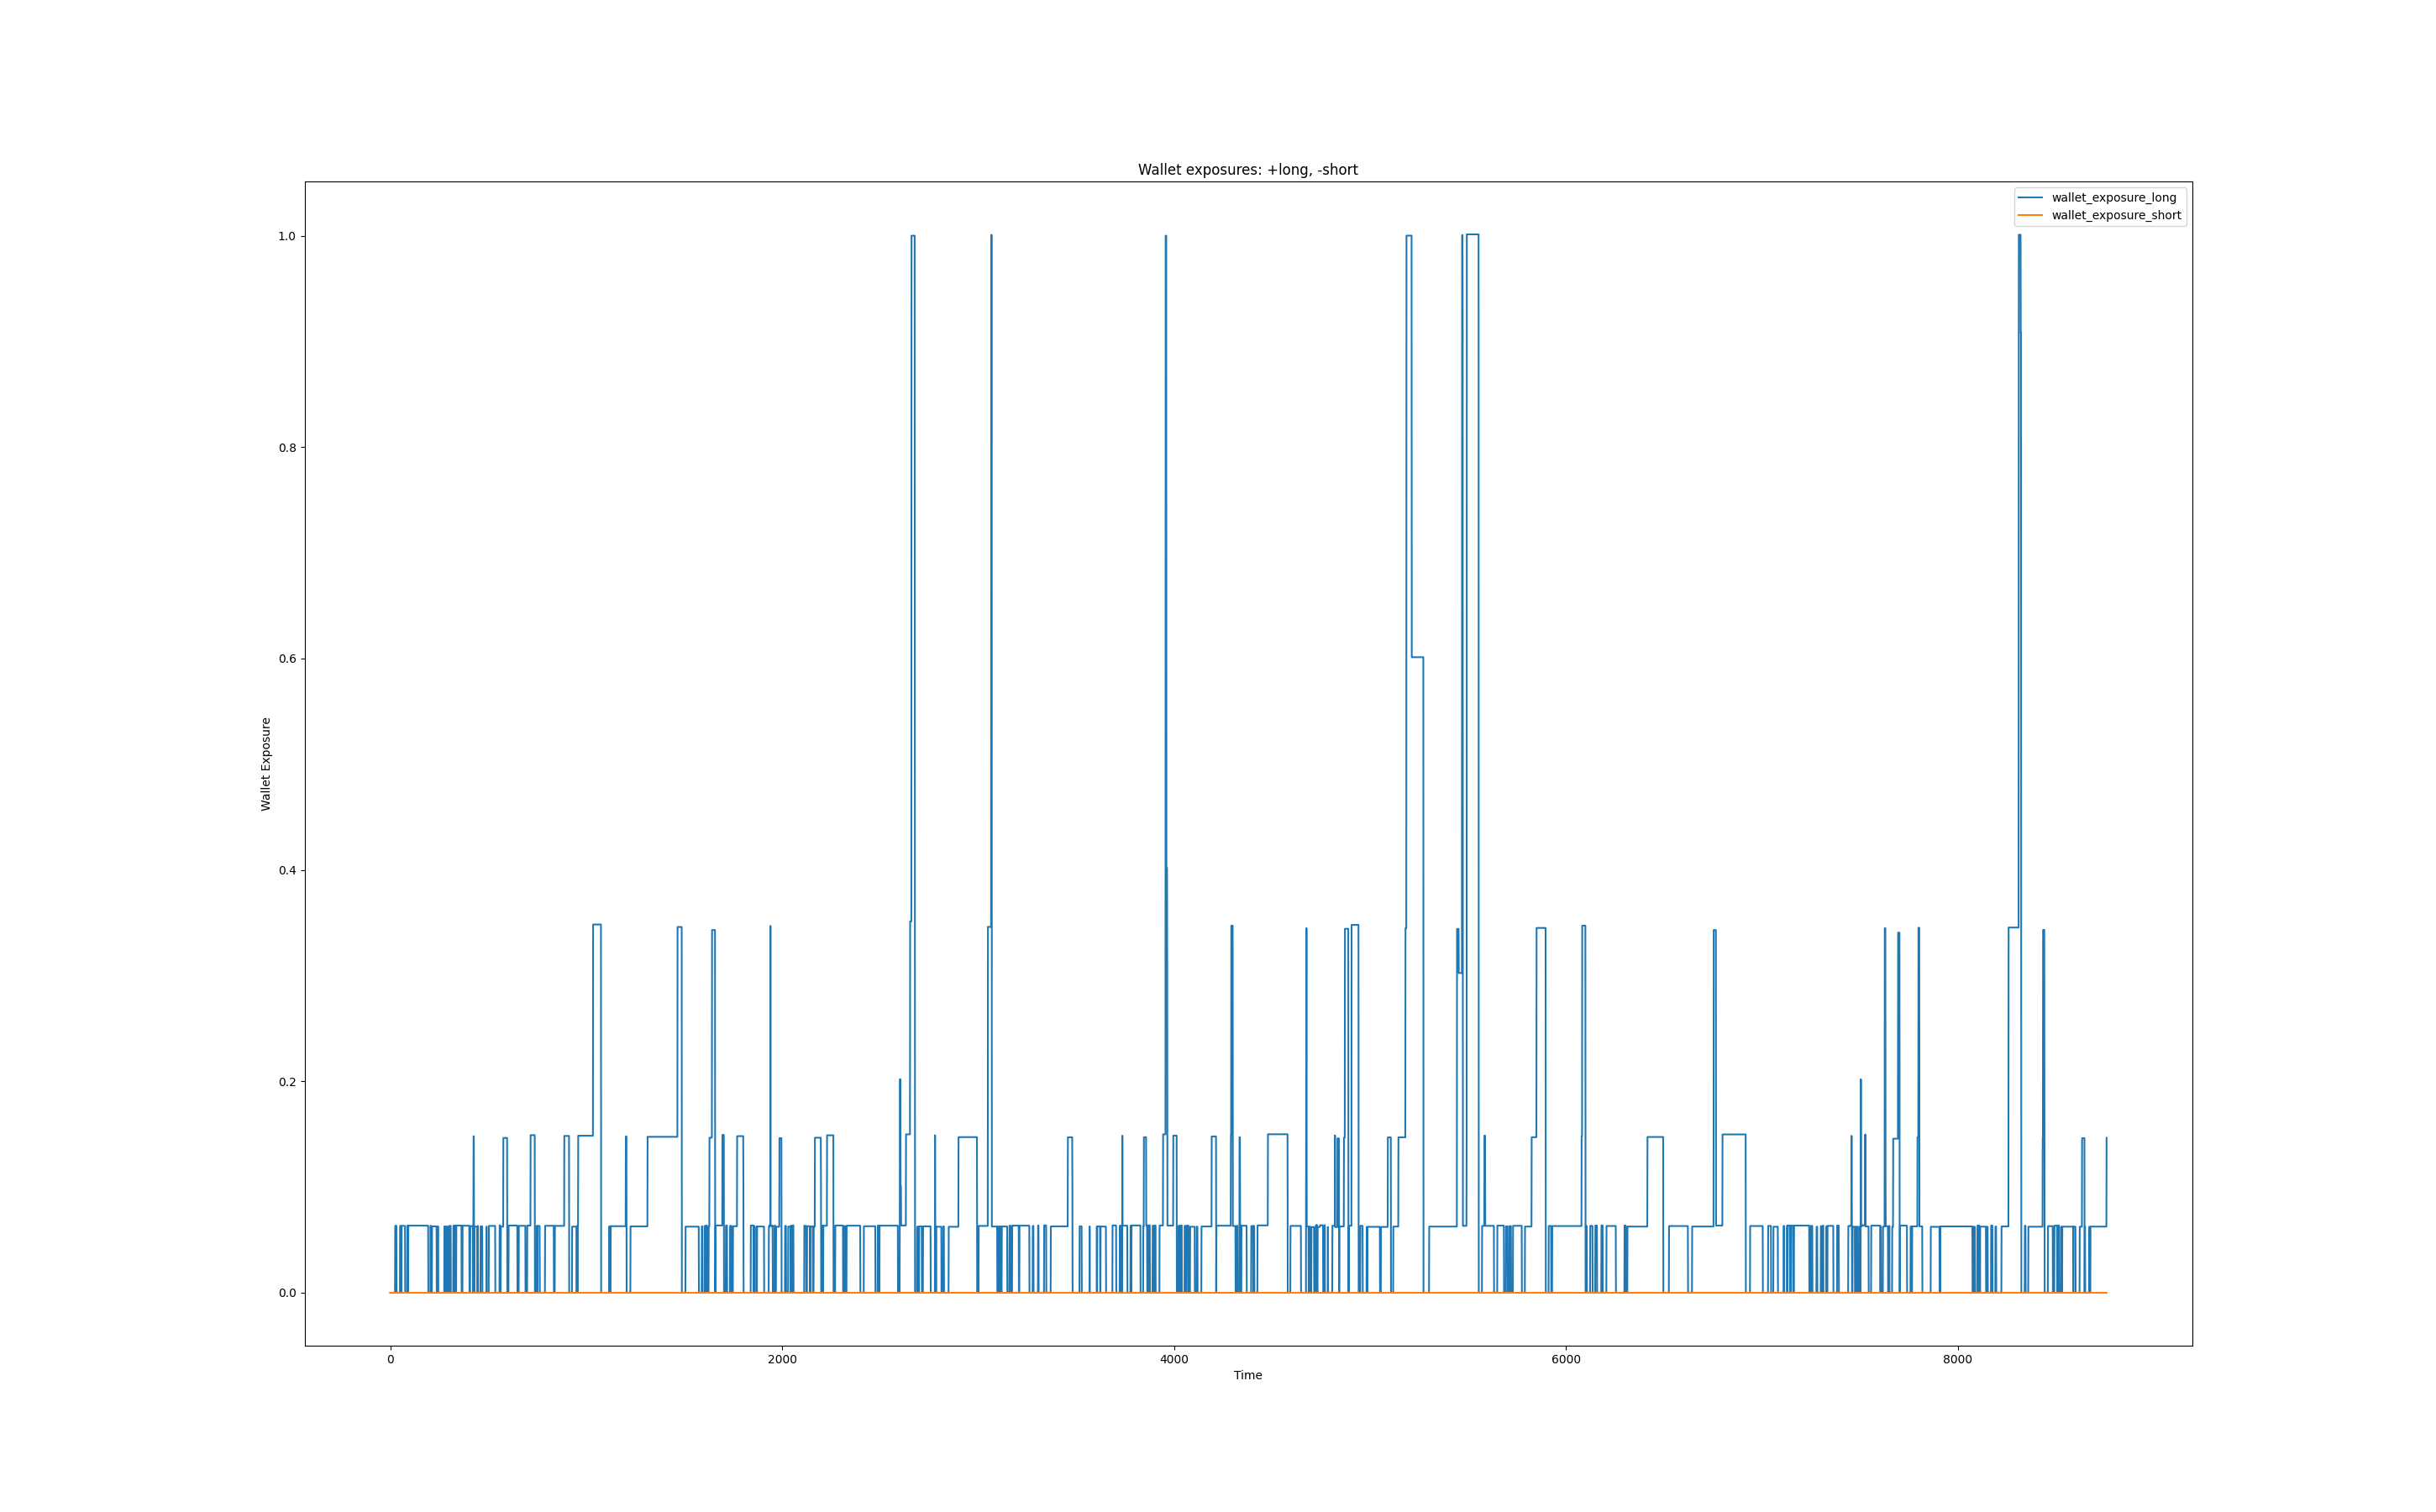 Wallet exposures: +long, -short
wallet_exposure_long
wallet_exposure_short
1.0
0.8
0.6
0.4
0.2
0.0
Wallet Exposure
0 2000 4000 6000 8000
Time